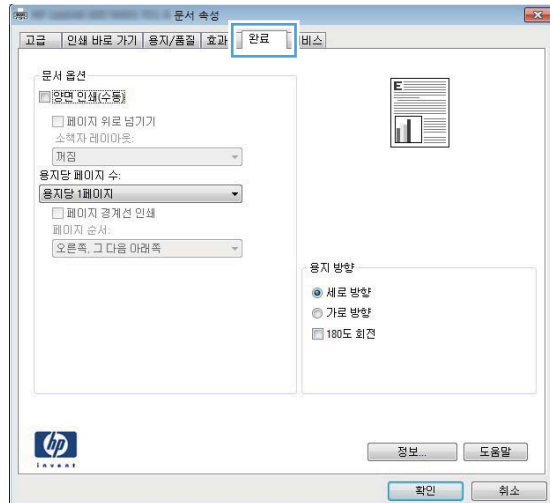 문서 속성
고급 인쇄 바로 가기 용지/품질 효과 완료 비스
문서 옵션
양면 인쇄(수동)
페이지 위로 넘기기
소책자 레이아웃:
꺼짐
용지당 페이지 수:
용지당 1페이지
페이지 경계선 인쇄
페이지 순서:
오른쪽, 그 다음 아래쪽
E
용지 방향
세로 방향
가로 방향
180도 회전
hp
invent
정보... 도움말
확인 취소